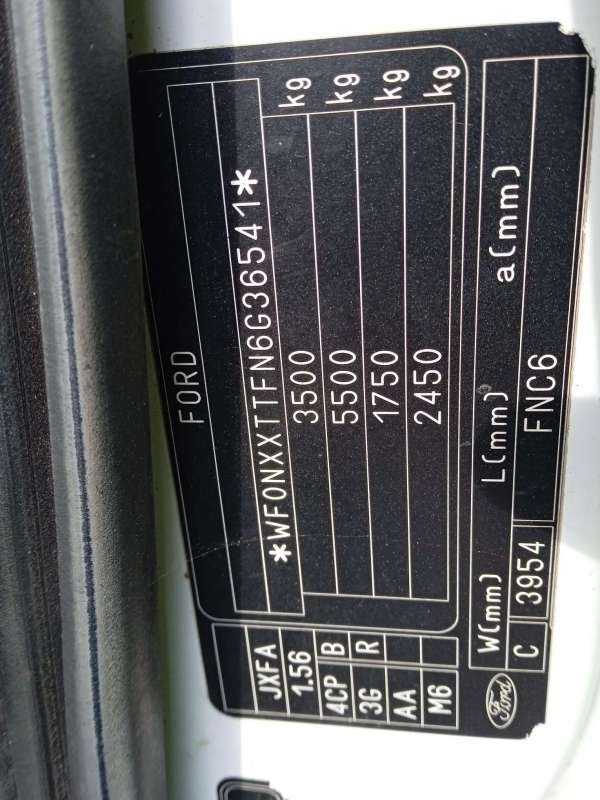 FORD
*WF0NXXTTFN6G36541*
3500 kg
5500 kg
1750 kg
2450 kg
JXFA
1.56
4CP B
3G R
AA
M6
W(mm) L(mm) a(mm)
C 3954 FNC6
Ford